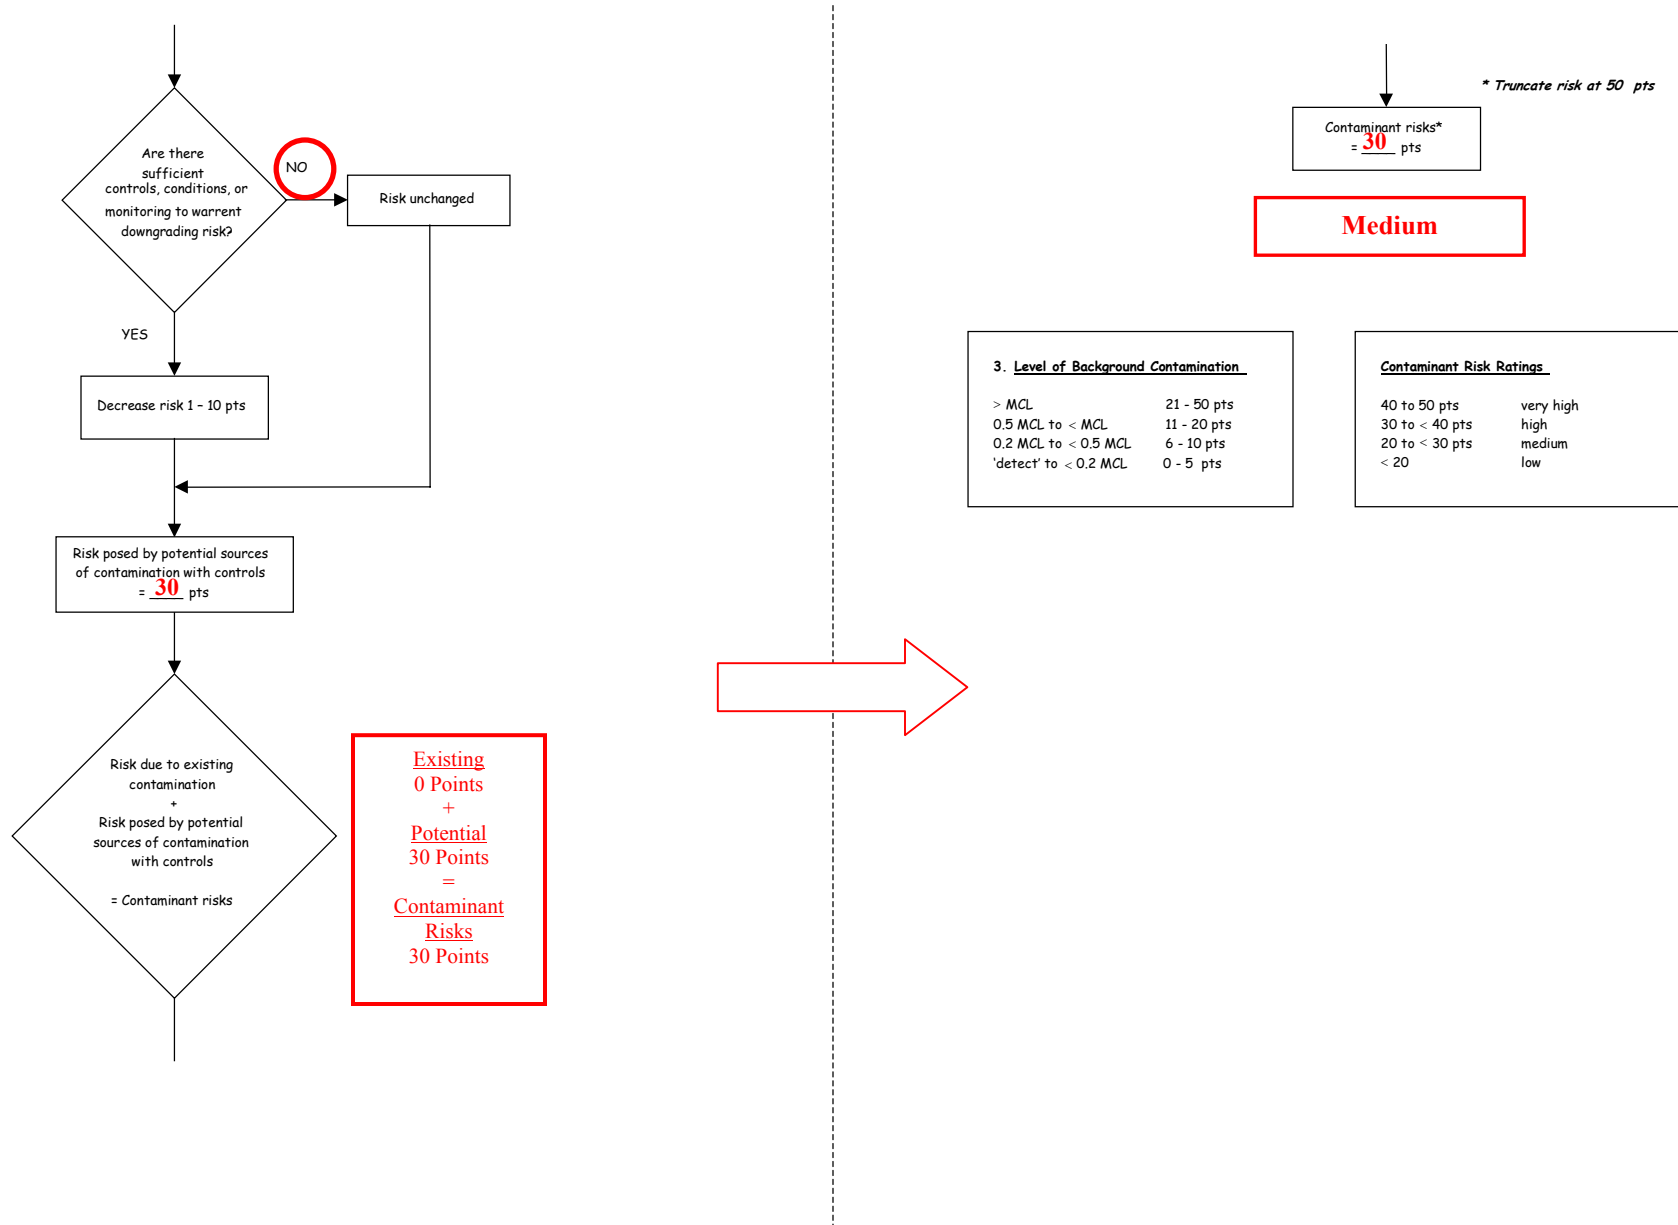 Are there
sufficient
controls, conditions, or
monitoring to warrent
downgrading risk?
NO
Risk unchanged
YES
Decrease risk 1 – 10 pts
Risk posed by potential sources
of contamination with controls
= 30 pts
Risk due to existing
contamination
+
Risk posed by potential
sources of contamination
with controls
= Contaminant risks
Existing
0 Points
+
Potential
30 Points
=
Contaminant
Risks
30 Points
* Truncate risk at 50 pts
Contaminant risks*
= 30 pts
Medium
3. Level of Background Contamination
> MCL 21 - 50 pts
0.5 MCL to < MCL 11 - 20 pts
0.2 MCL to < 0.5 MCL 6 - 10 pts
‘detect’ to < 0.2 MCL 0 - 5 pts
Contaminant Risk Ratings
40 to 50 pts very high
30 to < 40 pts high
20 to < 30 pts medium
< 20 low